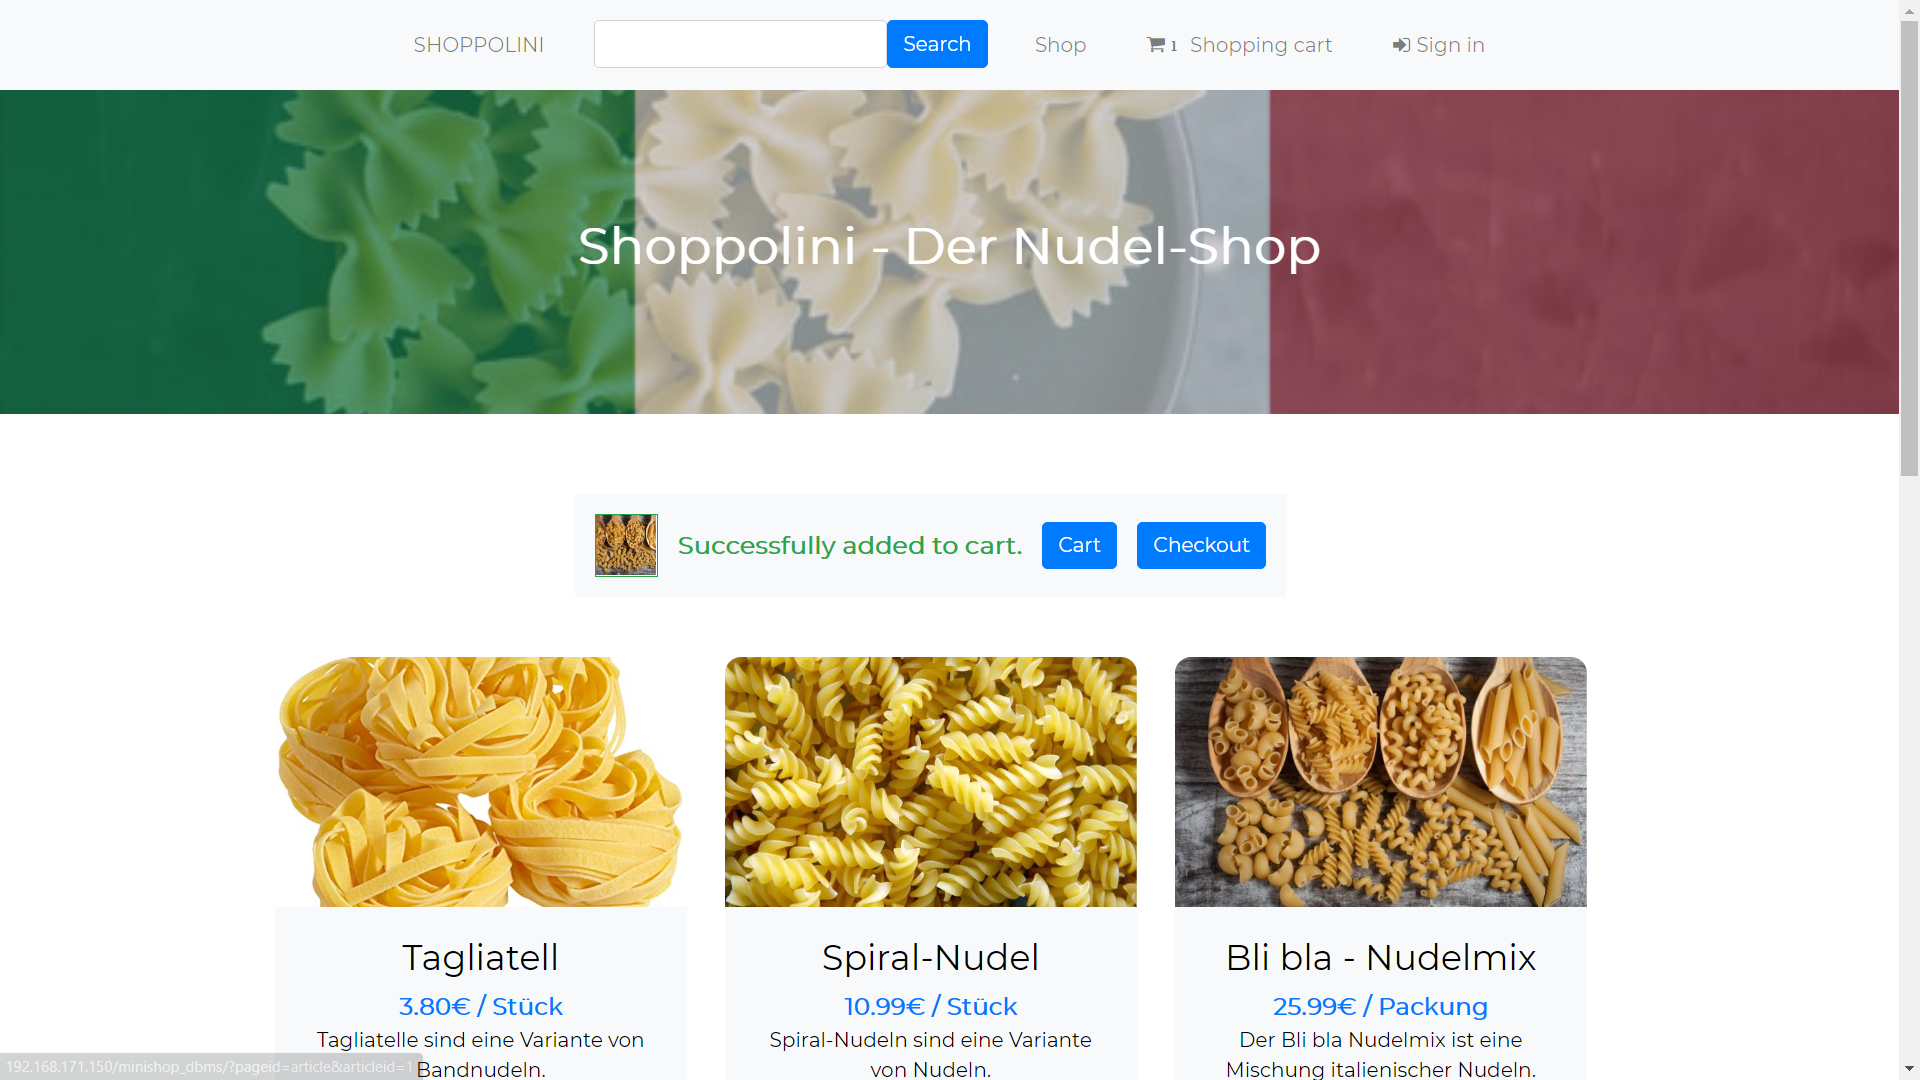 SHOPPOLINI
Search
Shop
1 Shopping cart
Sign in
Shoppolini - Der Nudel-Shop
Successfully added to cart.
Cart
Checkout
Tagliatell
3.80€ / Stück
Tagliatelle sind eine Variante von
Bandnudeln.
Spiral-Nudel
10.99€ / Stück
Spiral-Nudeln sind eine Variante
von Nudeln.
Bli bla - Nudelmix
25.99€ / Packung
Der Bli bla Nudelmix ist eine
Mischung italienischer Nudeln.
192.168.171.150/minishop_dbms/?pageid=article&articleid=1